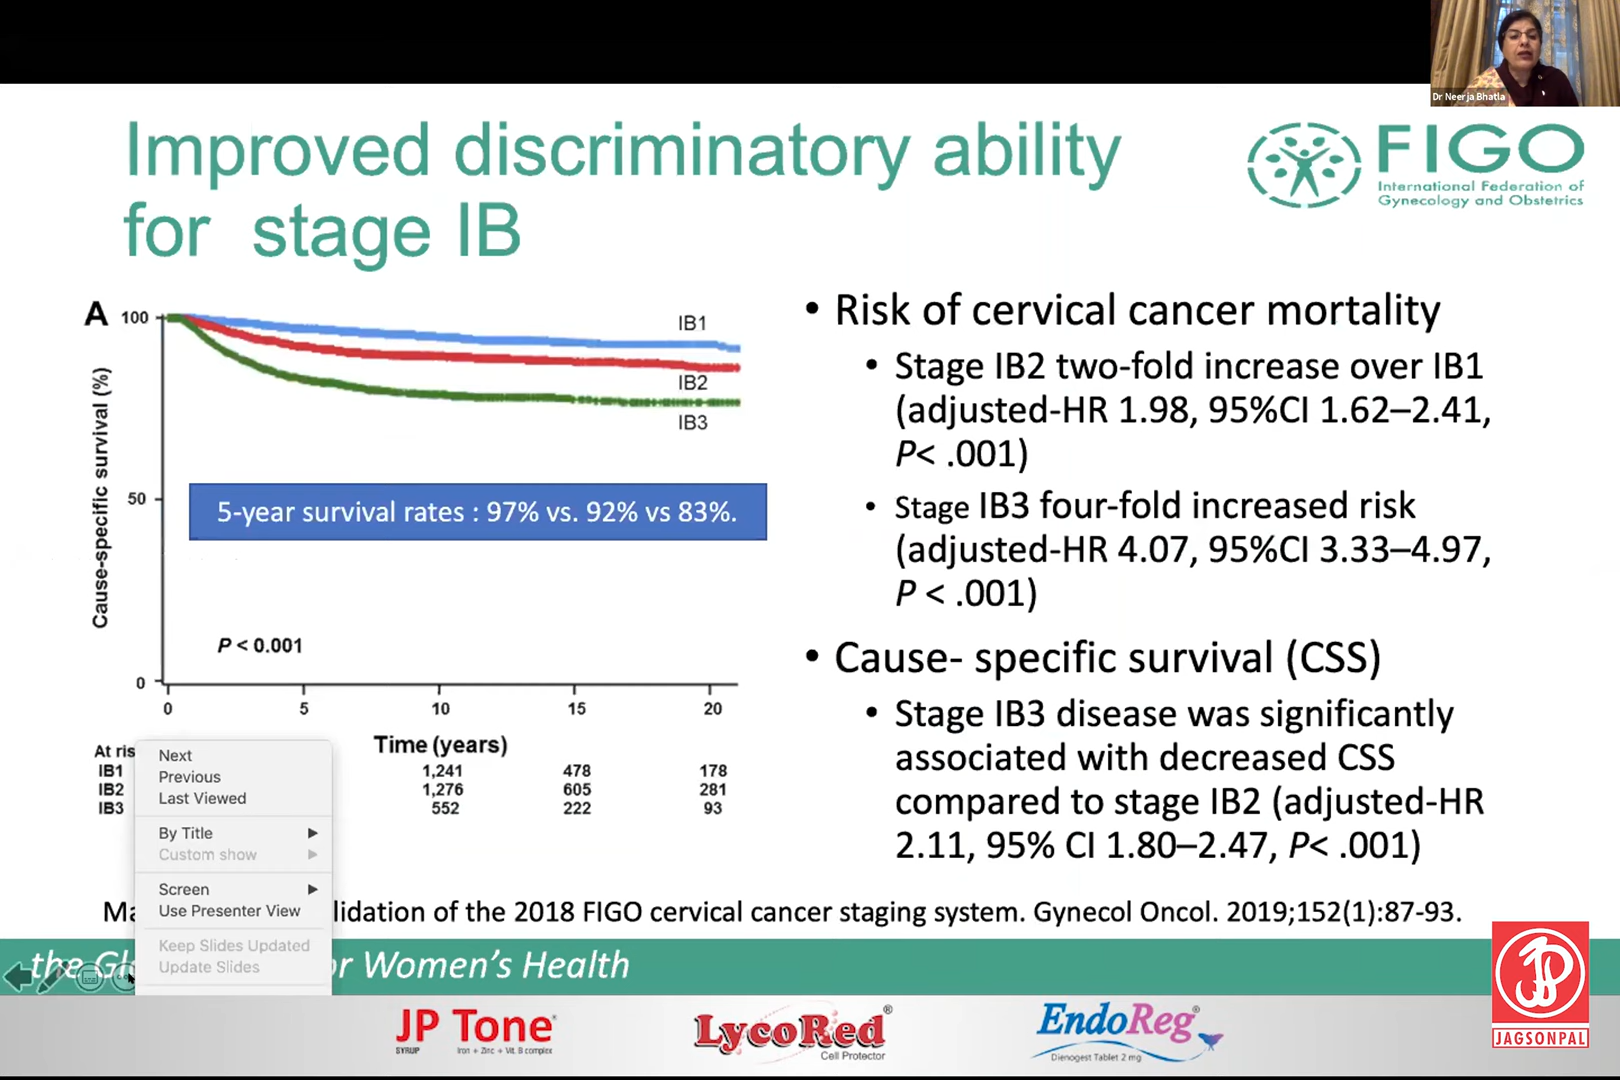 Dr Neerja Bhatla
Improved discriminatory ability
for stage IB
FIGO
International Federation of
Gynecology and Obstetrics
A
Cause-specific survival (%)
100
50
0
IB1
IB2
IB3
5-year survival rates : 97% vs. 92% vs 83%.
P < 0.001
0 5 10 15 20
Time (years)
At ris
IB1 1,241 478 178
IB2 1,276 605 281
IB3 552 222 93
• Risk of cervical cancer mortality
• Stage IB2 two-fold increase over IB1
(adjusted-HR 1.98, 95%CI 1.62–2.41,
P< .001)
• Stage IB3 four-fold increased risk
(adjusted-HR 4.07, 95%CI 3.33–4.97,
P < .001)
• Cause- specific survival (CSS)
• Stage IB3 disease was significantly
associated with decreased CSS
compared to stage IB2 (adjusted-HR
2.11, 95% CI 1.80–2.47, P< .001)
Next
Previous
Last Viewed
By Title
Custom show
Screen
Use Presenter View
Keep Slides Updated
Update Slides
lidation of the 2018 FIGO cervical cancer staging system. Gynecol Oncol. 2019;152(1):87-93.
the Gl r Women's Health
JP Tone
SYRUP Iron + Zinc + Vit. B complex
LycoRed®
Cell Protector
EndoReg
Dienogest Tablet 2 mg
JAGSONPAL